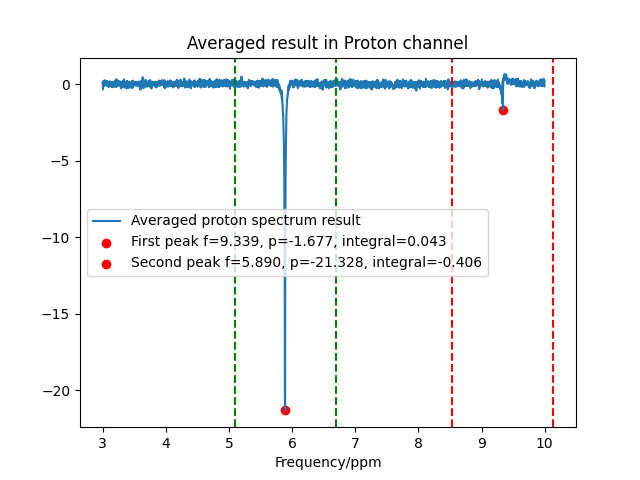 Averaged result in Proton channel
0
−5
−10
−15
−20
Averaged proton spectrum result
First peak f=9.339, p=-1.677, integral=0.043
Second peak f=5.890, p=-21.328, integral=-0.406
3 4 5 6 7 8 9 10
Frequency/ppm